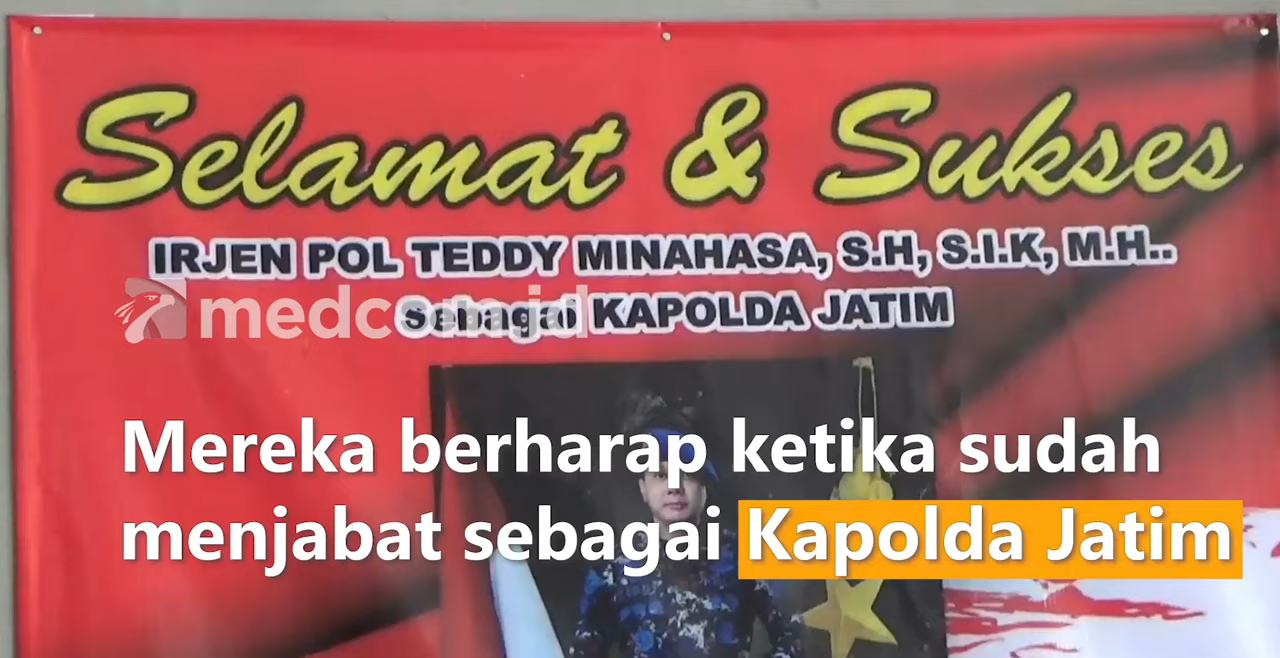 Selamat & Sukses
IRJEN POL TEDDY MINAHASA, S.H, S.I.K, M.H..
sebagai KAPOLDA JATIM
medcom.id
Mereka berharap ketika sudah
menjabat sebagai Kapolda Jatim